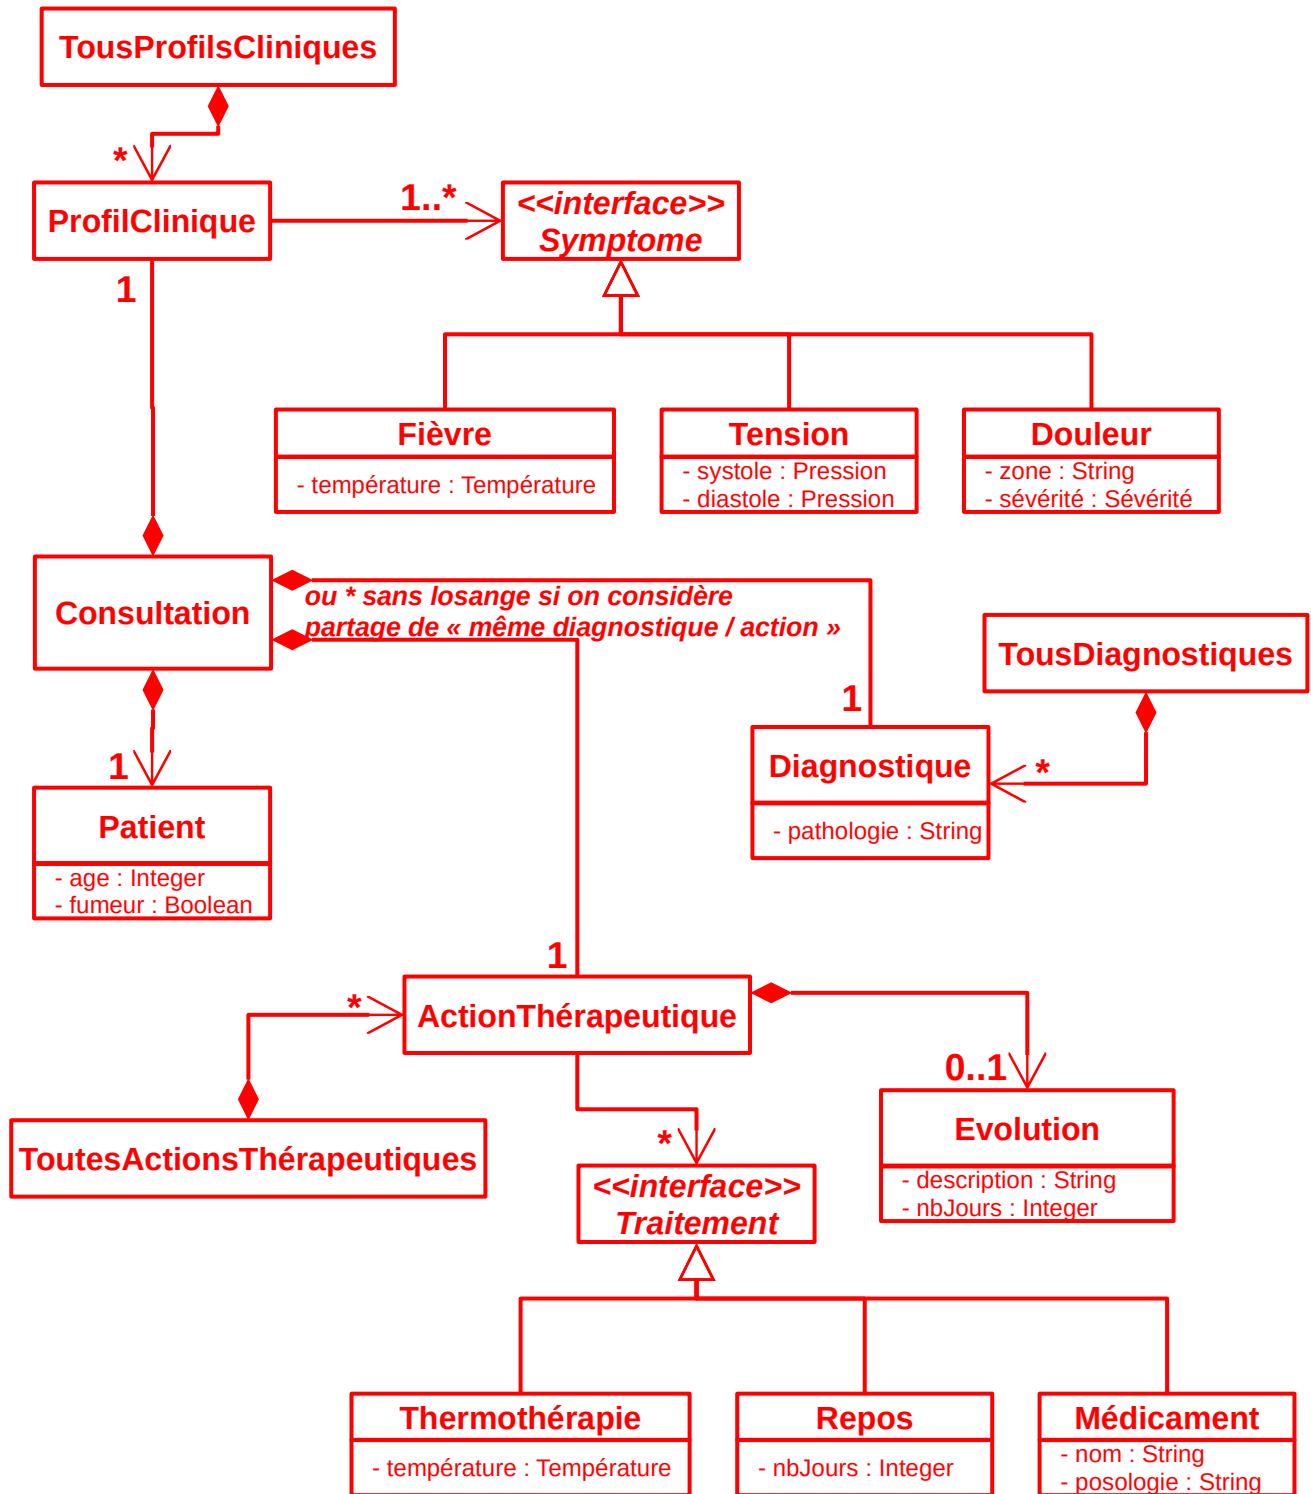 TousProfilsCliniques
*
ProfilClinique
1..*
<<interface>>
Symptome
1
Fièvre
- température : Température
Tension
- systole : Pression
- diastole : Pression
Douleur
- zone : String
- sévérité : Sévérité
Consultation
ou * sans losange si on considère
partage de « même diagnostique / action »
TousDiagnostiques
1
Diagnostique
- pathologie : String
*
1
Patient
- age : Integer
- fumeur : Boolean
1
*
ActionThérapeutique
0..1
Evolution
- description : String
- nbJours : Integer
ToutesActionsThérapeutiques
*
<<interface>>
Traitement
Thermothérapie
- température : Température
Repos
- nbJours : Integer
Médicament
- nom : String
- posologie : String